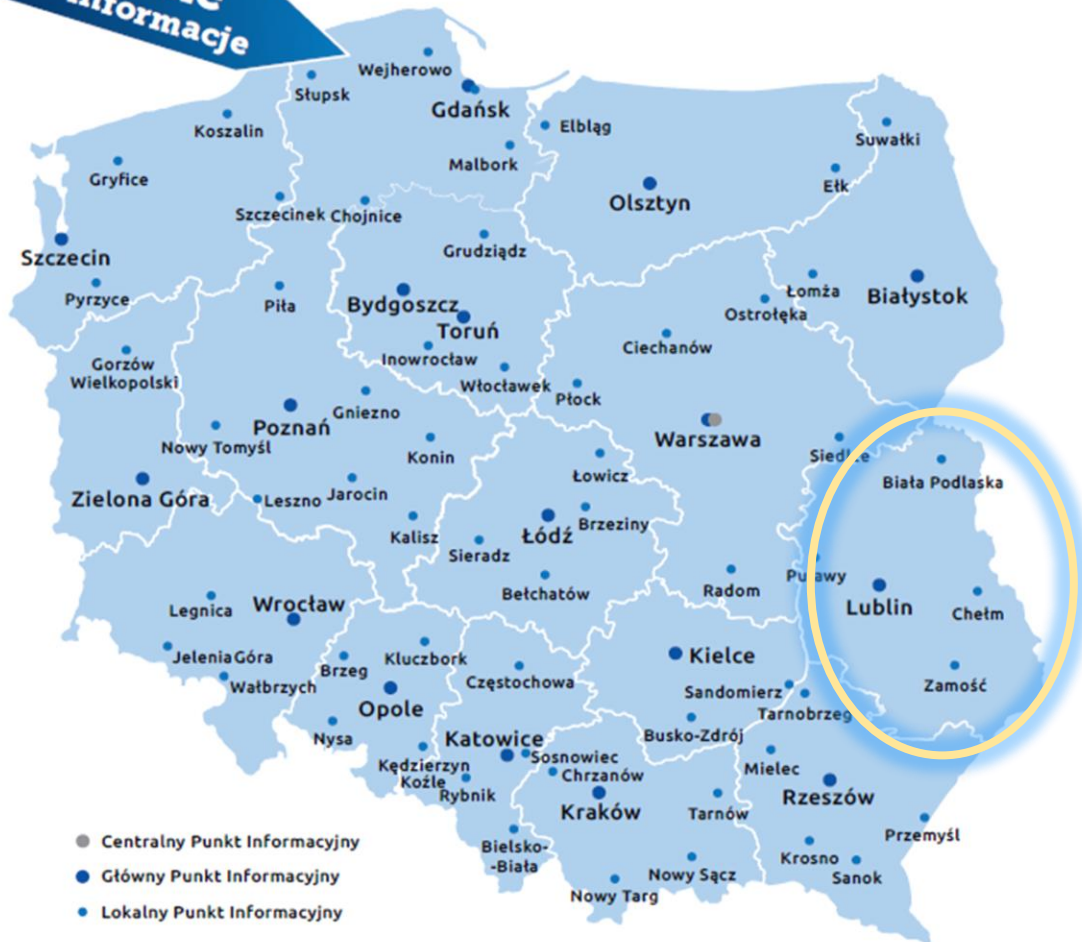 informacje
Wejherowo
Słupsk
Gdańsk
Koszalin
Elbląg
Suwałki
Malbork
Gryfice
Ełk
Olsztyn
Szczecinek
Chojnice
Grudziądz
Szczecin
Pyrzyce
Piła
Bydgoszcz
Łomża
Białystok
Ostrołęka
Toruń
Ciechanów
Inowrocław
Gorzów
Wielkopolski
Włocławek
Płock
Gniezno
Poznań
Warszawa
Nowy Tomyśl
Konin
Siedlce
Łowicz
Biała Podlaska
Zielona Góra
Leszno
Jarocin
Brzeziny
Kalisz
Łódź
Sieradz
Puławy
Bełchatów
Radom
Lublin
Legnica
Wrocław
Chełm
Jelenia Góra
Brzeg
Kluczbork
Kielce
Wałbrzych
Częstochowa
Zamość
Sandomierz
Opole
Tarnobrzeg
Nysa
Katowice
Busko-Zdrój
Sosnowiec
Kędzierzyn
Koźle
Chrzanów
Mielec
Rybnik
Rzeszów
Kraków
Tarnów
Przemyśl
Centralny Punkt Informacyjny
Bielsko-
-Biała
Krosno
Główny Punkt Informacyjny
Nowy Sącz
Sanok
Nowy Targ
Lokalny Punkt Informacyjny